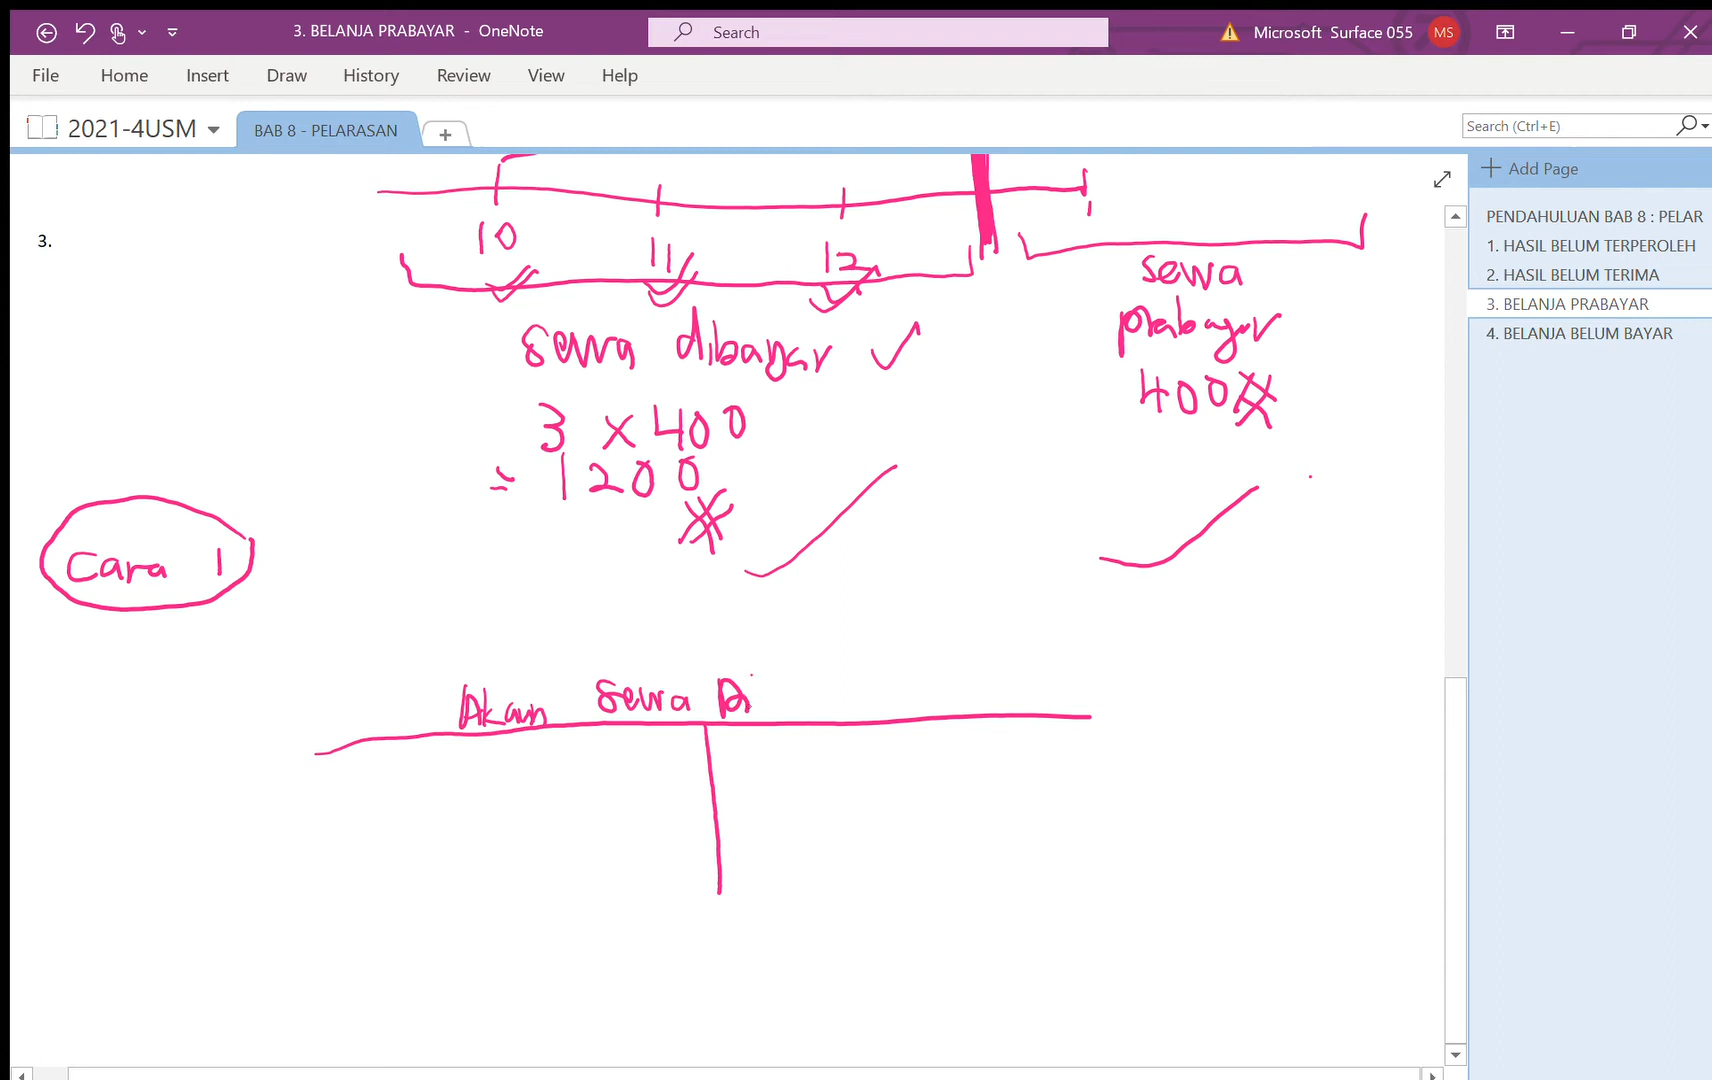 3. BELANJA PRABAYAR - OneNote
Search
Microsoft Surface 055
MS
File Home Insert Draw History Review View Help
2021-4USM
BAB 8 - PELARASAN
+
Search (Ctrl+E)
Add Page
PENDAHULUAN BAB 8 : PELAR
1. HASIL BELUM TERPEROLEH
2. HASIL BELUM TERIMA
3. BELANJA PRABAYAR
4. BELANJA BELUM BAYAR
3.
10 11 12 1
sewa dibayar
3 x 400
= 1200
sewa
prabayar
400
Cara 1
Akaun Sewa Di